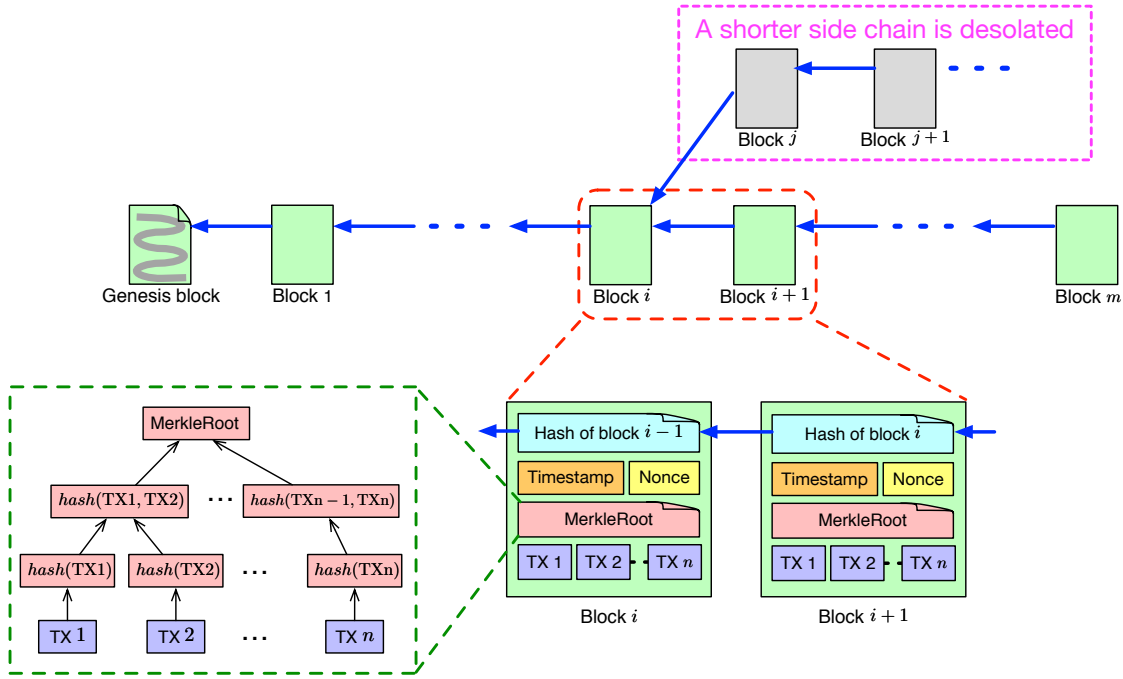 A shorter side chain is desolated
Block j
Block j + 1
Genesis block
Block 1
Block i
Block i + 1
Block m
MerkleRoot
hash(TX1, TX2)
...
hash(TXn − 1, TXn)
hash(TX1)
hash(TX2)
...
hash(TXn)
TX 1
TX 2
...
TX n
Hash of block i − 1
Timestamp
Nonce
MerkleRoot
TX 1
TX 2
TX n
Block i
Hash of block i
Timestamp
Nonce
MerkleRoot
TX 1
TX 2
TX n
Block i + 1